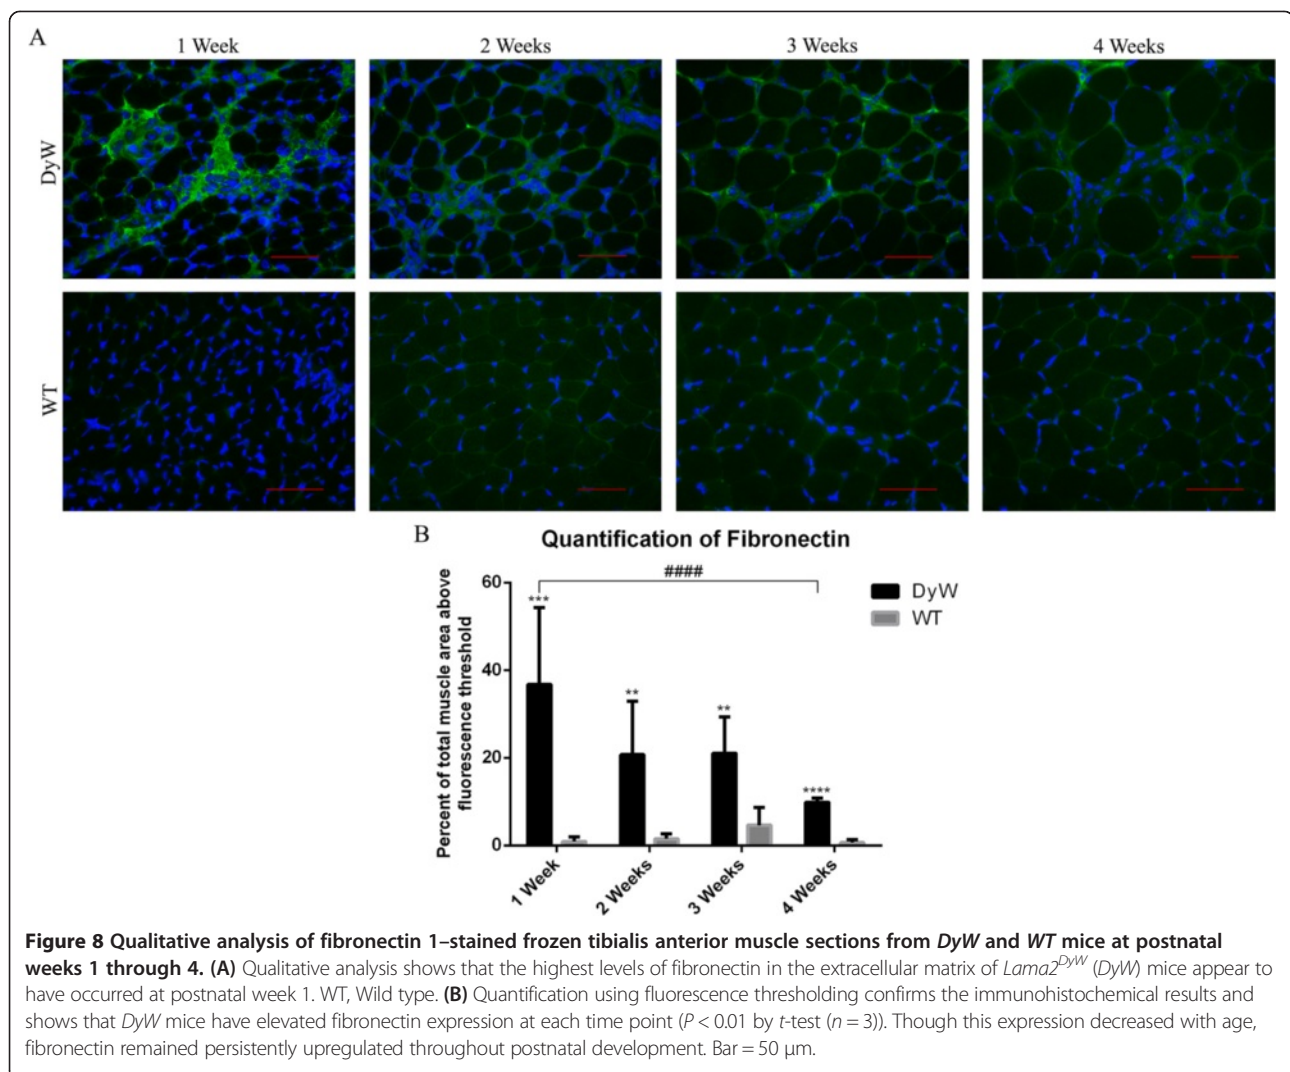 A
1 Week
2 Weeks
3 Weeks
4 Weeks
DyW
WT
B
Quantification of Fibronectin
Percent of total muscle area above
fluorescence threshold
60
40
20
0
####
***
**
**
****
DyW
WT
1 Week
2 Weeks
3 Weeks
4 Weeks
Figure 8 Qualitative analysis of fibronectin 1–stained frozen tibialis anterior muscle sections from DyW and WT mice at postnatal
weeks 1 through 4. (A) Qualitative analysis shows that the highest levels of fibronectin in the extracellular matrix of Lama2DyW (DyW) mice appear to
have occurred at postnatal week 1. WT, Wild type. (B) Quantification using fluorescence thresholding confirms the immunohistochemical results and
shows that DyW mice have elevated fibronectin expression at each time point (P < 0.01 by t-test (n = 3)). Though this expression decreased with age,
fibronectin remained persistently upregulated throughout postnatal development. Bar = 50 μm.